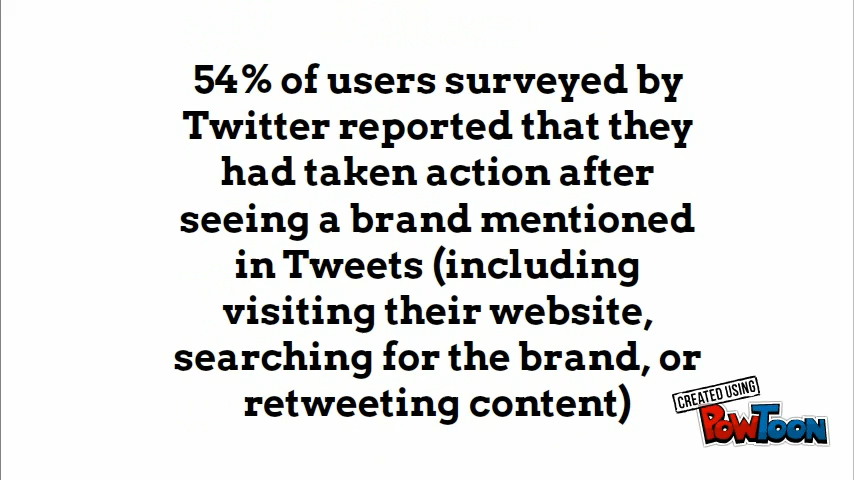 54% of users surveyed by
Twitter reported that they
had taken action after
seeing a brand mentioned
in Tweets (including
visiting their website,
searching for the brand, or
retweeting content)
CREATED USING
POWTOON